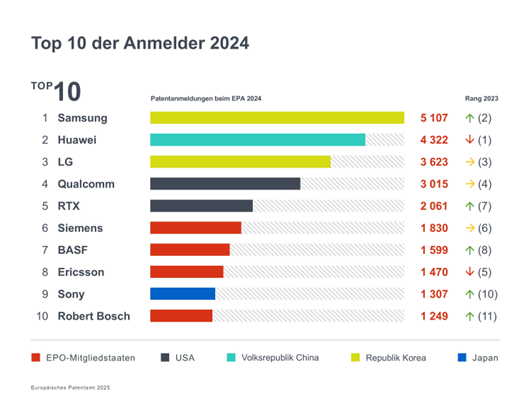 Top 10 der Anmelder 2024
TOP 10
Patentanmeldungen beim EPA 2024 Rang 2023
1 Samsung 5 107 ↑ (2)
2 Huawei 4 322 ↓ (1)
3 LG 3 623 → (3)
4 Qualcomm 3 015 → (4)
5 RTX 2 061 ↑ (7)
6 Siemens 1 830 → (6)
7 BASF 1 599 ↑ (8)
8 Ericsson 1 470 ↓ (5)
9 Sony 1 307 ↑ (10)
10 Robert Bosch 1 249 ↑ (11)
EPO-Mitgliedstaaten USA Volksrepublik China Republik Korea Japan
Europäisches Patentamt 2025